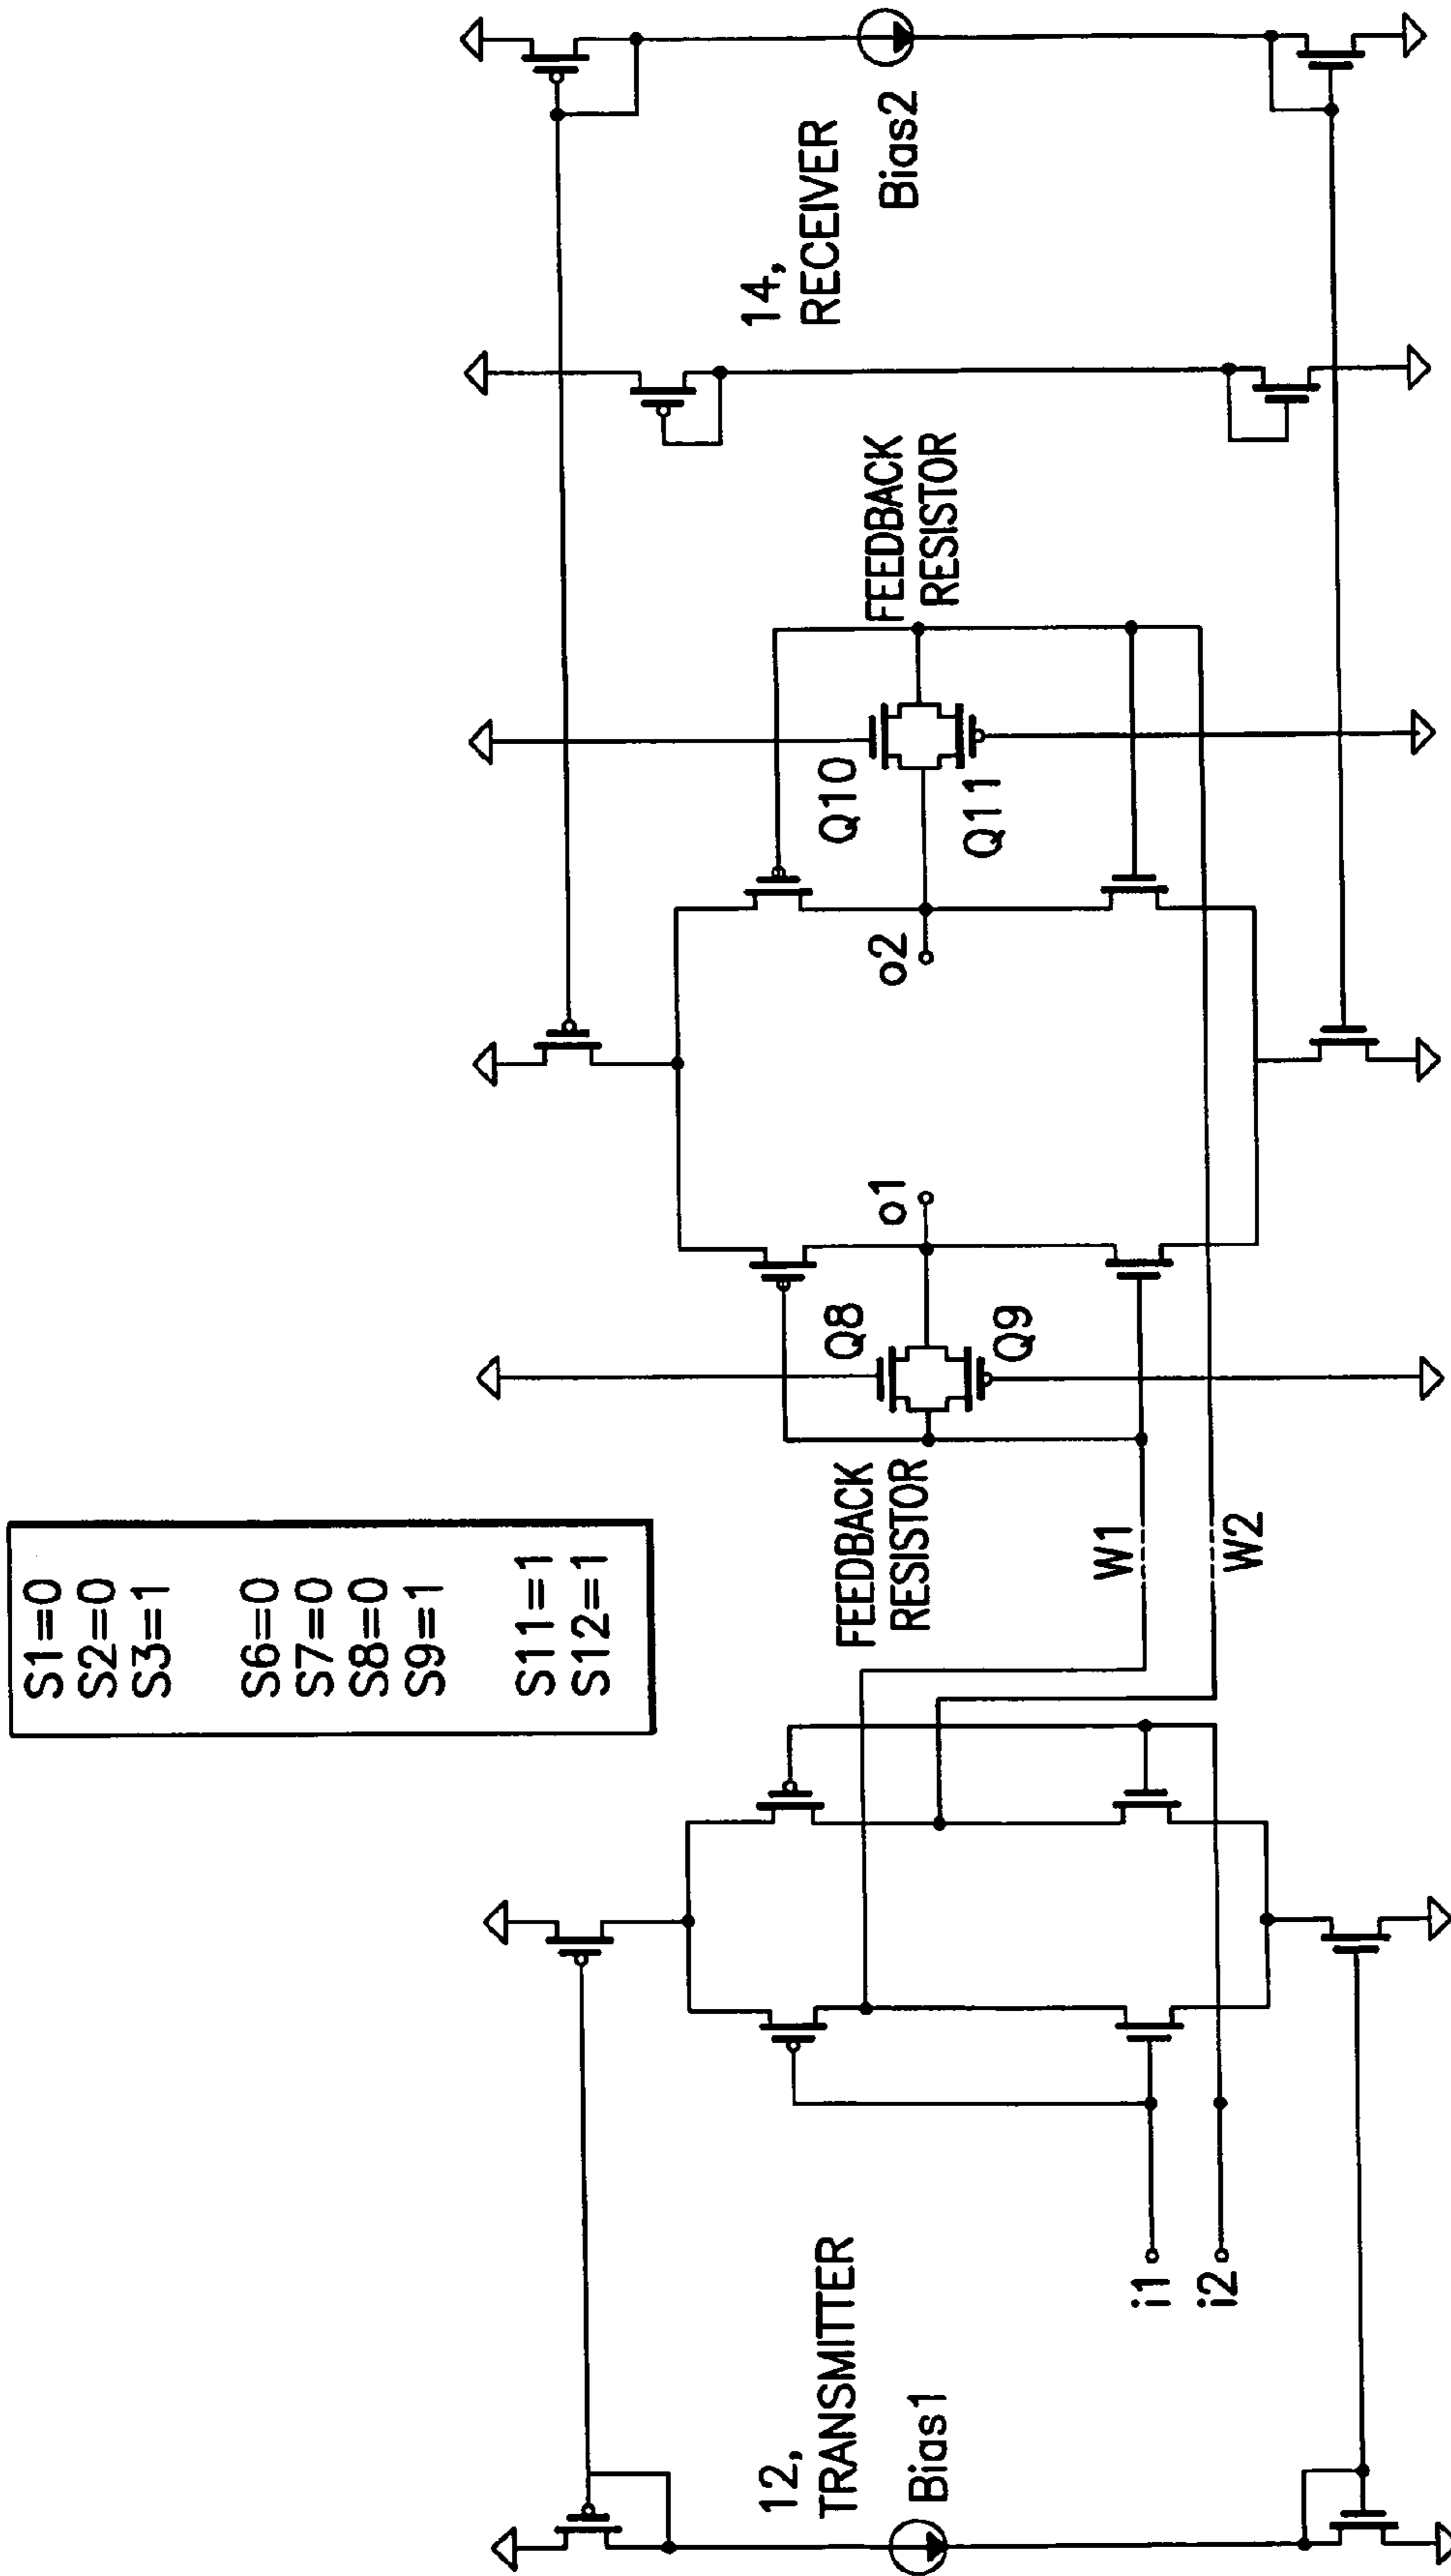 S1=0
S2=0
S3=1
S6=0
S7=0
S8=0
S9=1
S11=1
S12=1
12,
TRANSMITTER
Bias1
i1
i2
W1
W2
FEEDBACK
RESISTOR
Q8
Q9
o1
o2
Q10
Q11
FEEDBACK
RESISTOR
14,
RECEIVER
Bias2